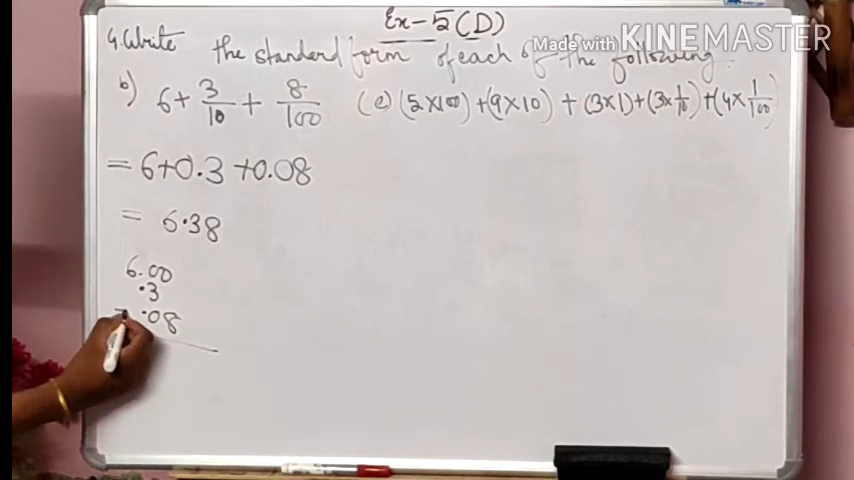 Ex-5(D)
Made with KINEMASTER
4. Write the standard form of each of the following.
b) 6 + 3/10 + 8/100 (e) (5×100) + (9×10) + (3×1) + (3×1/10) + (4×1/100)
= 6+0.3+0.08
= 6.38
6.00
.3
+ .08